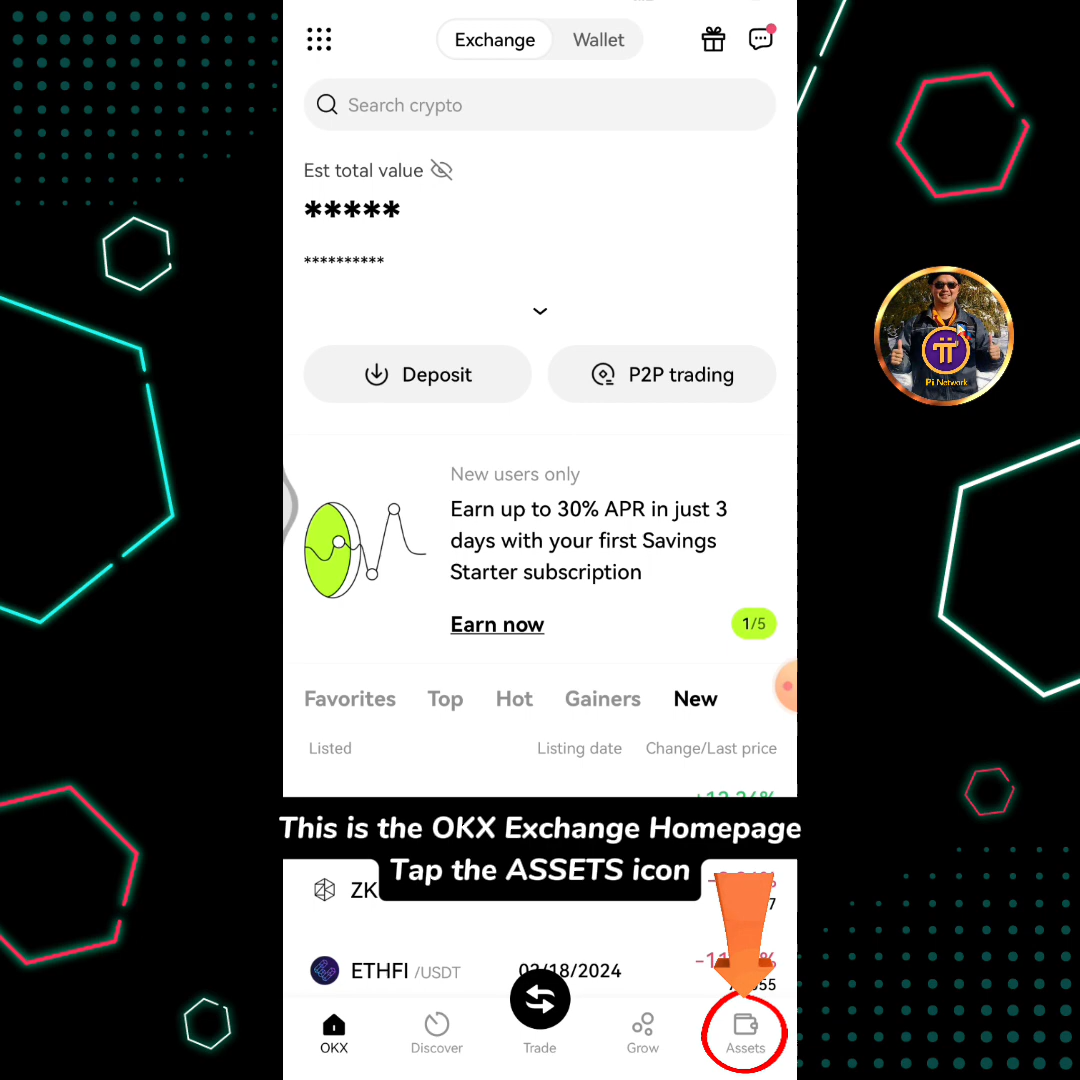 Exchange
Wallet
Search crypto
Est total value
*****
**********
Deposit
P2P trading
Pi Network
New users only
Earn up to 30% APR in just 3
days with your first Savings
Starter subscription
Earn now
1/5
Favorites Top Hot Gainers New
Listed Listing date Change/Last price
This is the OKX Exchange Homepage
Tap the ASSETS icon
ZK
ETHFI /USDT 03/18/2024
OKX Discover Trade Grow Assets